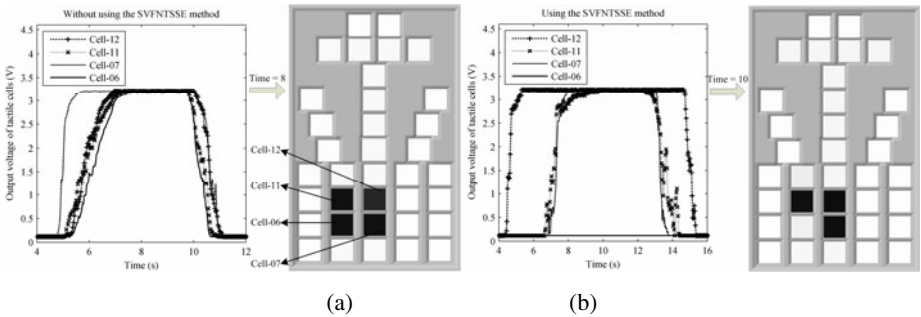 Without using the SVFNTSSE method
4.5
4
3.5
3
2.5
2
1.5
1
0.5
0
Output voltage of tactile cells (V)
Cell-12
Cell-11
Cell-07
Cell-06
4 6 8 10 12
Time (s)
Time = 8
Cell-12
Cell-11
Cell-06
Cell-07
(a)
Using the SVFNTSSE method
4.5
4
3.5
3
2.5
2
1.5
1
0.5
0
Output voltage of tactile cells (V)
Cell-12
Cell-11
Cell-07
Cell-06
4 6 8 10 12 14 16
Time (s)
Time = 10
(b)